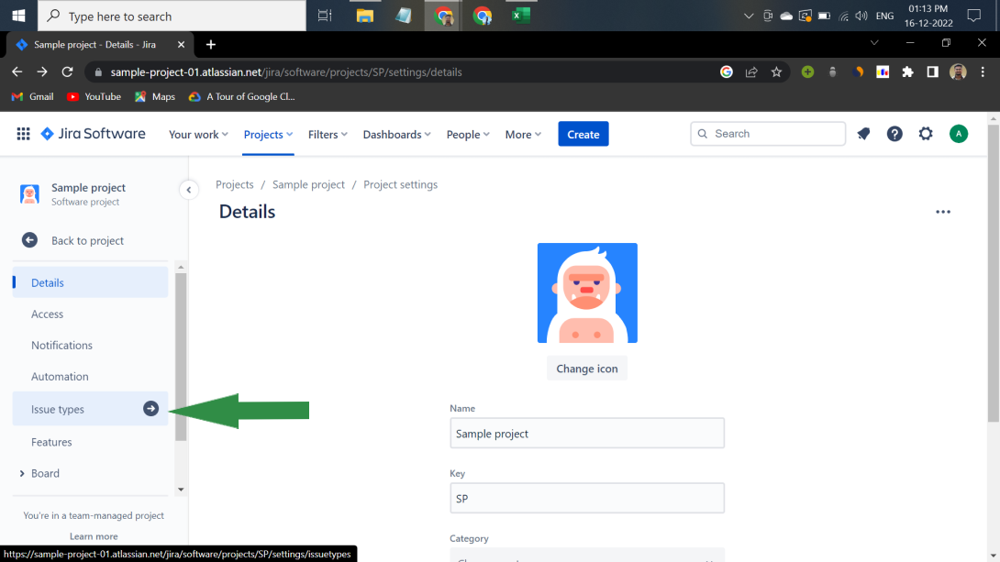 Type here to search
ENG
01:13 PM
16-12-2022
Sample project - Details - Jira
sample-project-01.atlassian.net/jira/software/projects/SP/settings/details
Gmail
YouTube
Maps
A Tour of Google Cl...
Jira Software
Your work
Projects
Filters
Dashboards
People
More
Create
Search
A
Sample project
Software project
Back to project
Details
Access
Notifications
Automation
Issue types
Features
Board
You're in a team-managed project
Learn more
Projects / Sample project / Project settings
Details
Change icon
Name
Sample project
Key
SP
Category
https://sample-project-01.atlassian.net/jira/software/projects/SP/settings/issuetypes